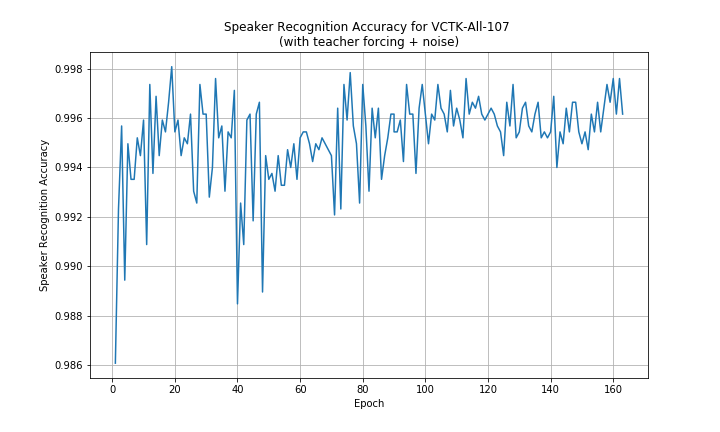 Speaker Recognition Accuracy for VCTK-All-107
(with teacher forcing + noise)
Speaker Recognition Accuracy
0.998
0.996
0.994
0.992
0.990
0.988
0.986
0 20 40 60 80 100 120 140 160
Epoch